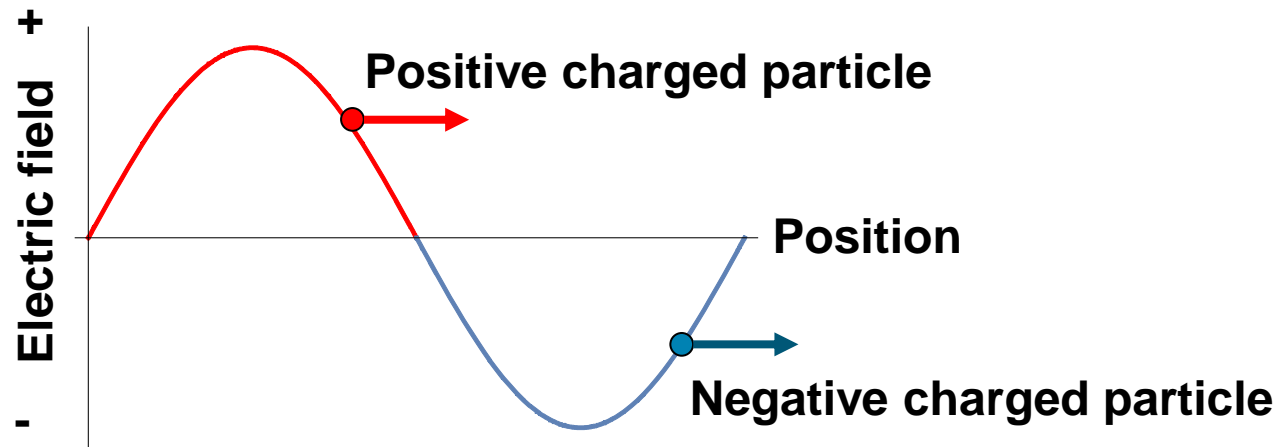 +
Positive charged particle
Electric field
Position
-
Negative charged particle